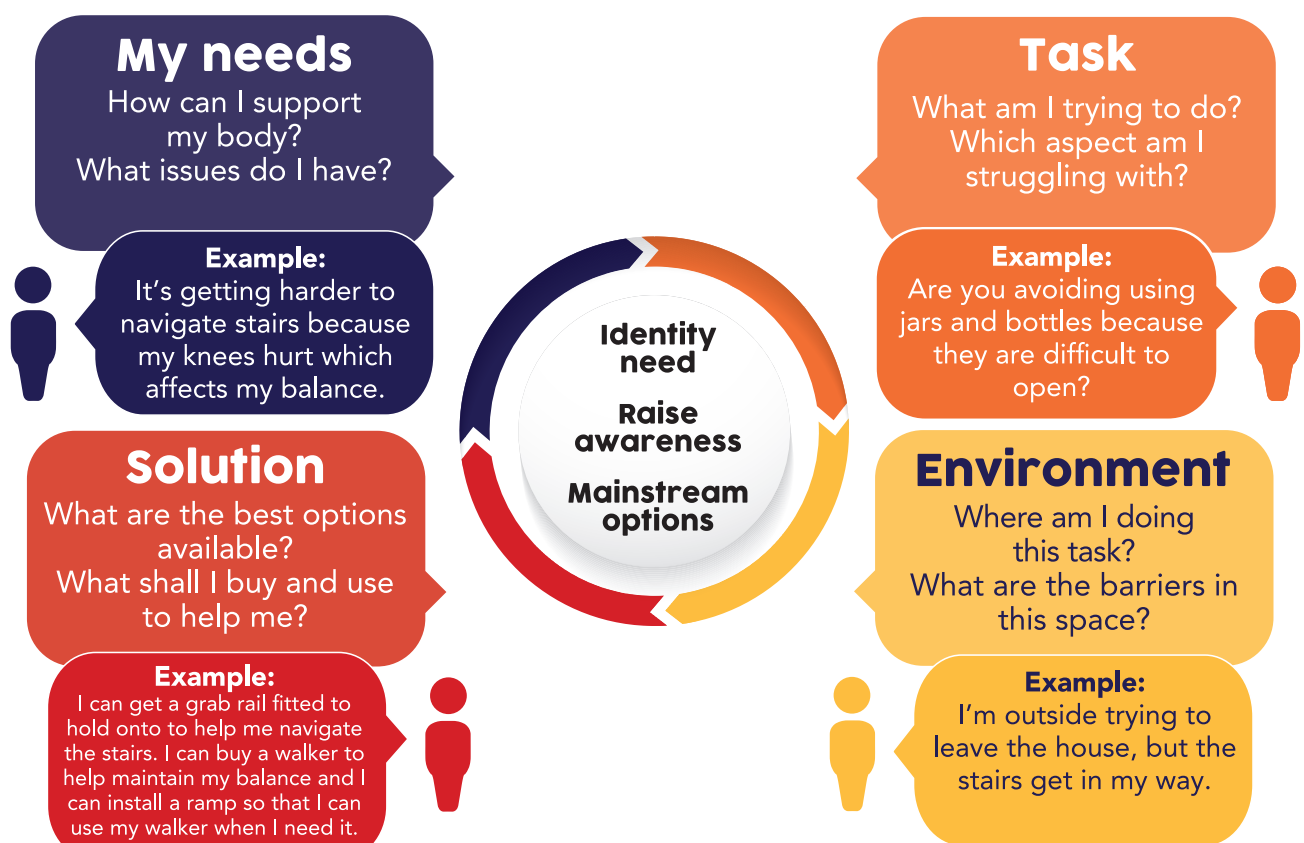 My needs
How can I support
my body?
What issues do I have?
Example:
It's getting harder to
navigate stairs because
my knees hurt which
affects my balance.
Task
What am I trying to do?
Which aspect am I
struggling with?
Example:
Are you avoiding using
jars and bottles because
they are difficult to
open?
Identity
need
Raise
awareness
Mainstream
options
Solution
What are the best options
available?
What shall I buy and use
to help me?
Example:
I can get a grab rail fitted to
hold onto to help me navigate
the stairs. I can buy a walker to
help maintain my balance and I
can install a ramp so that I can
use my walker when I need it.
Environment
Where am I doing
this task?
What are the barriers in
this space?
Example:
I'm outside trying to
leave the house, but the
stairs get in my way.